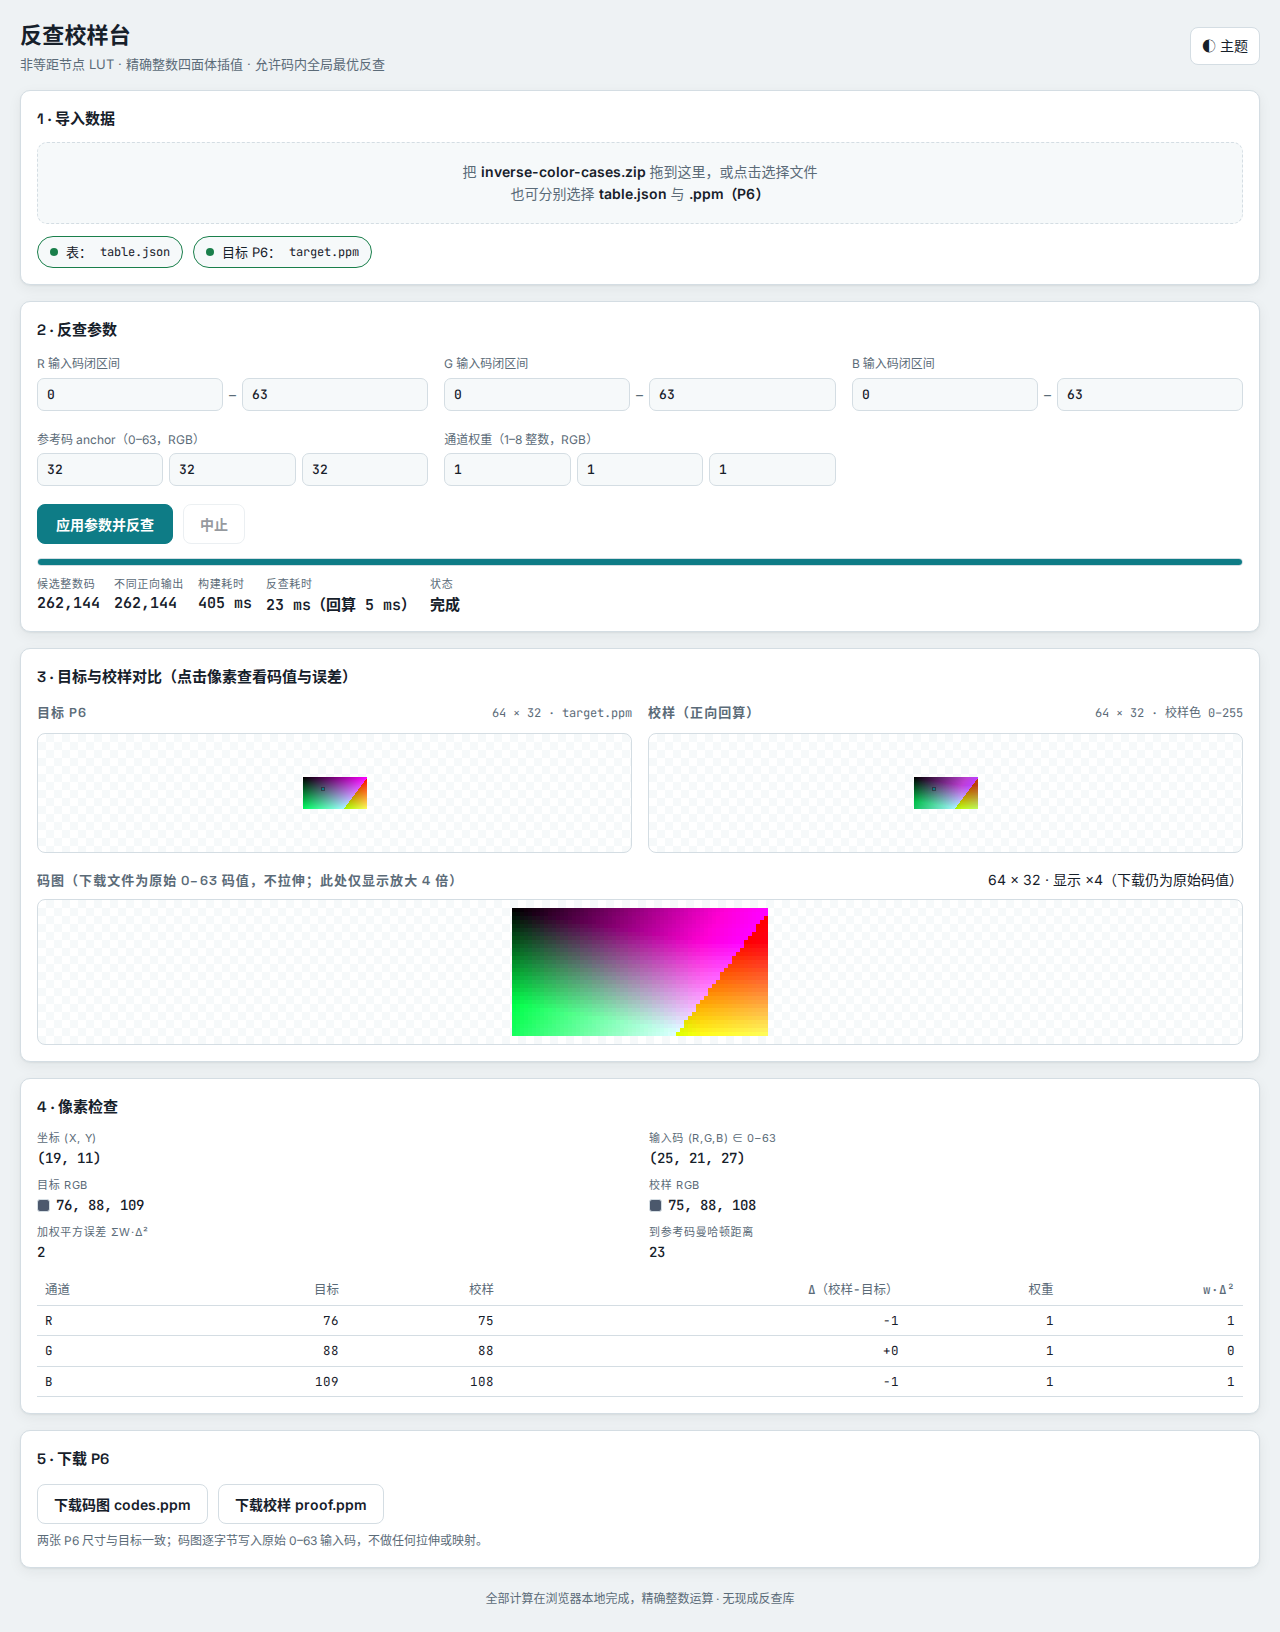 反查校样台
非等距节点 LUT · 精确整数四面体插值 · 允许码内全局最优反查
主题
1 · 导入数据
把 inverse-color-cases.zip 拖到这里，或点击选择文件
也可分别选择 table.json 与 .ppm（P6）
表： table.json
目标 P6： target.ppm
2 · 反查参数
R 输入码闭区间
G 输入码闭区间
B 输入码闭区间
0 – 63
0 – 63
0 – 63
参考码 anchor（0–63，RGB）
通道权重（1–8 整数，RGB）
32 32 32
1 1 1
应用参数并反查
中止
候选整数码 不同正向输出 构建耗时 反查耗时 状态
262,144 262,144 405 ms 23 ms（回算 5 ms） 完成
3 · 目标与校样对比（点击像素查看码值与误差）
目标 P6
64 × 32 · target.ppm
校样（正向回算）
64 × 32 · 校样色 0–255
码图（下载文件为原始 0–63 码值，不拉伸；此处仅显示放大 4 倍）
64 × 32 · 显示 ×4（下载仍为原始码值）
4 · 像素检查
坐标 (X, Y)
(19, 11)
输入码 (R,G,B) ∈ 0–63
(25, 21, 27)
目标 RGB
76, 88, 109
校样 RGB
75, 88, 108
加权平方误差 ΣW·Δ²
2
到参考码曼哈顿距离
23
通道 目标 校样 Δ（校样-目标） 权重 w·Δ²
R 76 75 -1 1 1
G 88 88 +0 1 0
B 109 108 -1 1 1
5 · 下载 P6
下载码图 codes.ppm
下载校样 proof.ppm
两张 P6 尺寸与目标一致；码图逐字节写入原始 0–63 输入码，不做任何拉伸或映射。
全部计算在浏览器本地完成，精确整数运算 · 无现成反查库